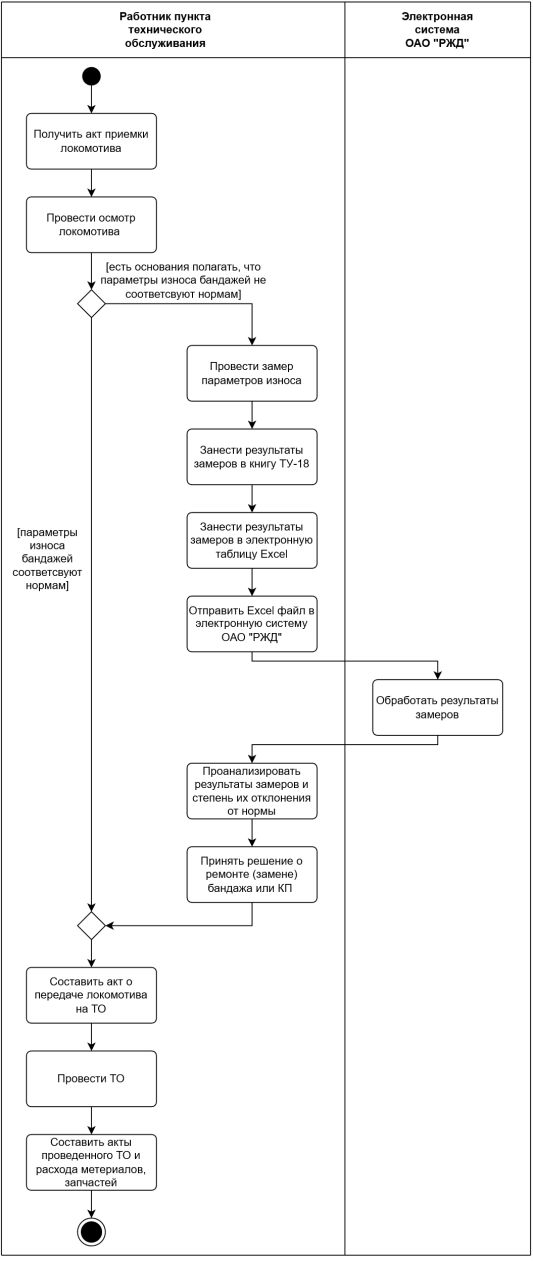 Работник пункта
технического
обслуживания
Электронная
система
ОАО "РЖД"
Получить акт приемки
локомотива
Провести осмотр
локомотива
[есть основания полагать, что
параметры износа бандажей не
соответсвуют нормам]
Провести замер
параметров износа
Занести результаты
замеров в книгу ТУ-18
[параметры
износа
бандажей
соответсвуют
нормам]
Занести результаты
замеров в электронную
таблицу Excel
Отправить Excel файл в
электронную систему
ОАО "РЖД"
Обработать результаты
замеров
Проанализировать
результаты замеров и
степень их отклонения
от нормы
Принять решение о
ремонте (замене)
бандажа или КП
Составить акт о
передаче локомотива
на ТО
Провести ТО
Составить акты
проведенного ТО и
расхода метериалов,
запчастей